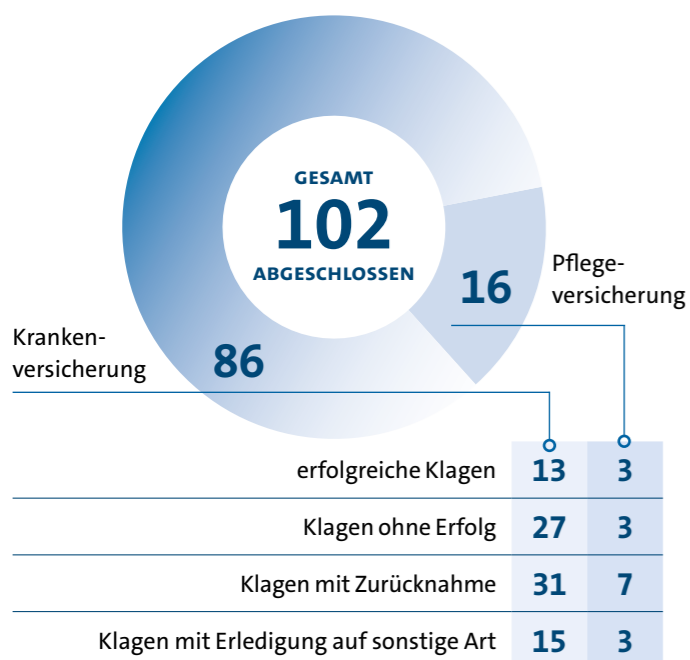 GESAMT
102
ABGESCHLOSSEN
16
Pflege-
versicherung
Kranken-
versicherung
86
erfolgreiche Klagen 13 3
Klagen ohne Erfolg 27 3
Klagen mit Zurücknahme 31 7
Klagen mit Erledigung auf sonstige Art 15 3